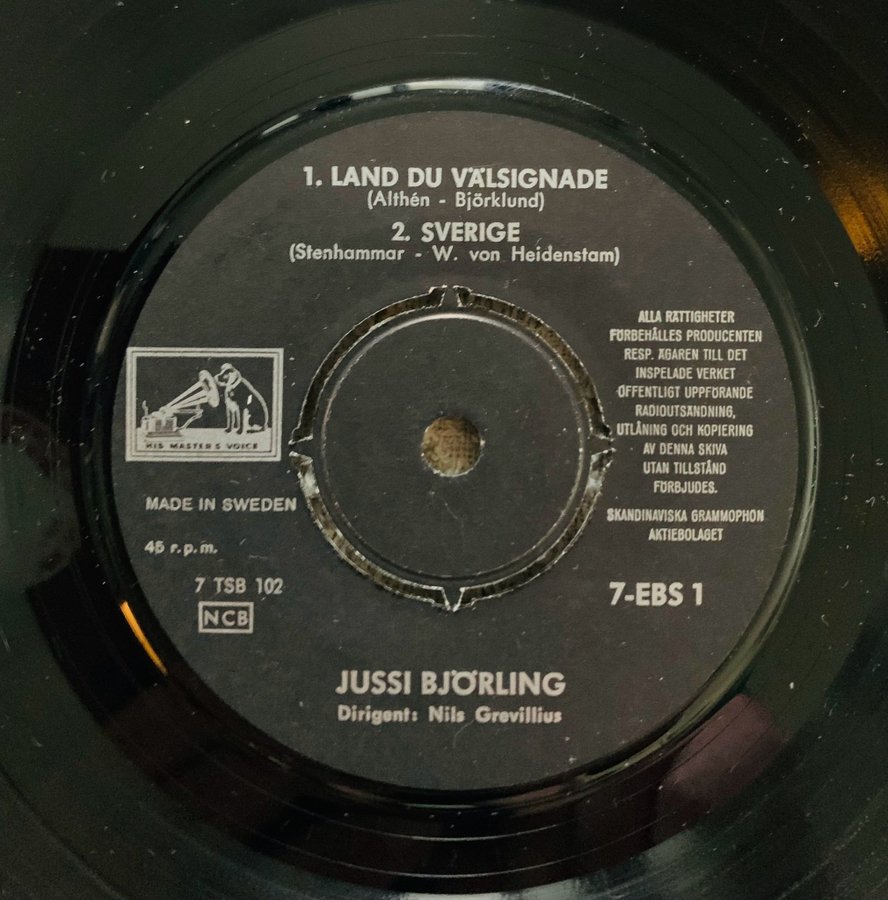 1. LAND DU VÄLSIGNADE
(Althén - Björklund)
2. SVERIGE
(Stenhammar - W. von Heidenstam)
HIS MASTER'S VOICE
MADE IN SWEDEN
45 r.p.m.
7 TSB 102
NCB
ALLA RÄTTIGHETER
FÖRBEHÅLLES PRODUCENTEN
RESP. ÄGAREN TILL DET
INSPELADE VERKET
ÖFFENTLIGT UPPFÖRANDE
RADIOUTSÄNDNING,
UTLÅNING OCH KOPIERING
AV DENNA SKIVA
UTAN TILLSTÅND
FÖRBJUDES.
SKANDINAVISKA GRAMMOPHON
AKTIEBOLAGET
7-EBS 1
JUSSI BJÖRLING
Dirigent: Nils Grevillius